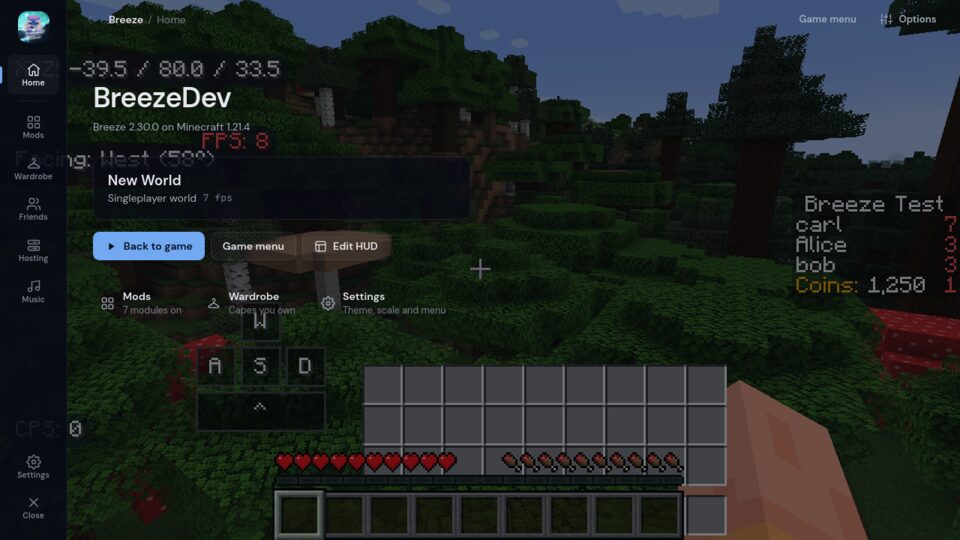 Breeze / Home
Game menu
Options
-39.5 / 80.0 / 33.5
Home
BreezeDev
Breeze 2.30.0 on Minecraft 1.21.4
Mods
FPS: 8
Facing: West (589)
Wardrobe
New World
Singleplayer world 7 fps
Friends
Breeze Test
carl 7
Alice 3
bob 3
Coins: 1,250 1
Back to game
Game menu
Edit HUD
Hosting
Music
Mods
7 modules on
Wardrobe
Capes you own
Settings
Theme, scale and menu
W
A
S
D
^
CPS: 0
Settings
Close